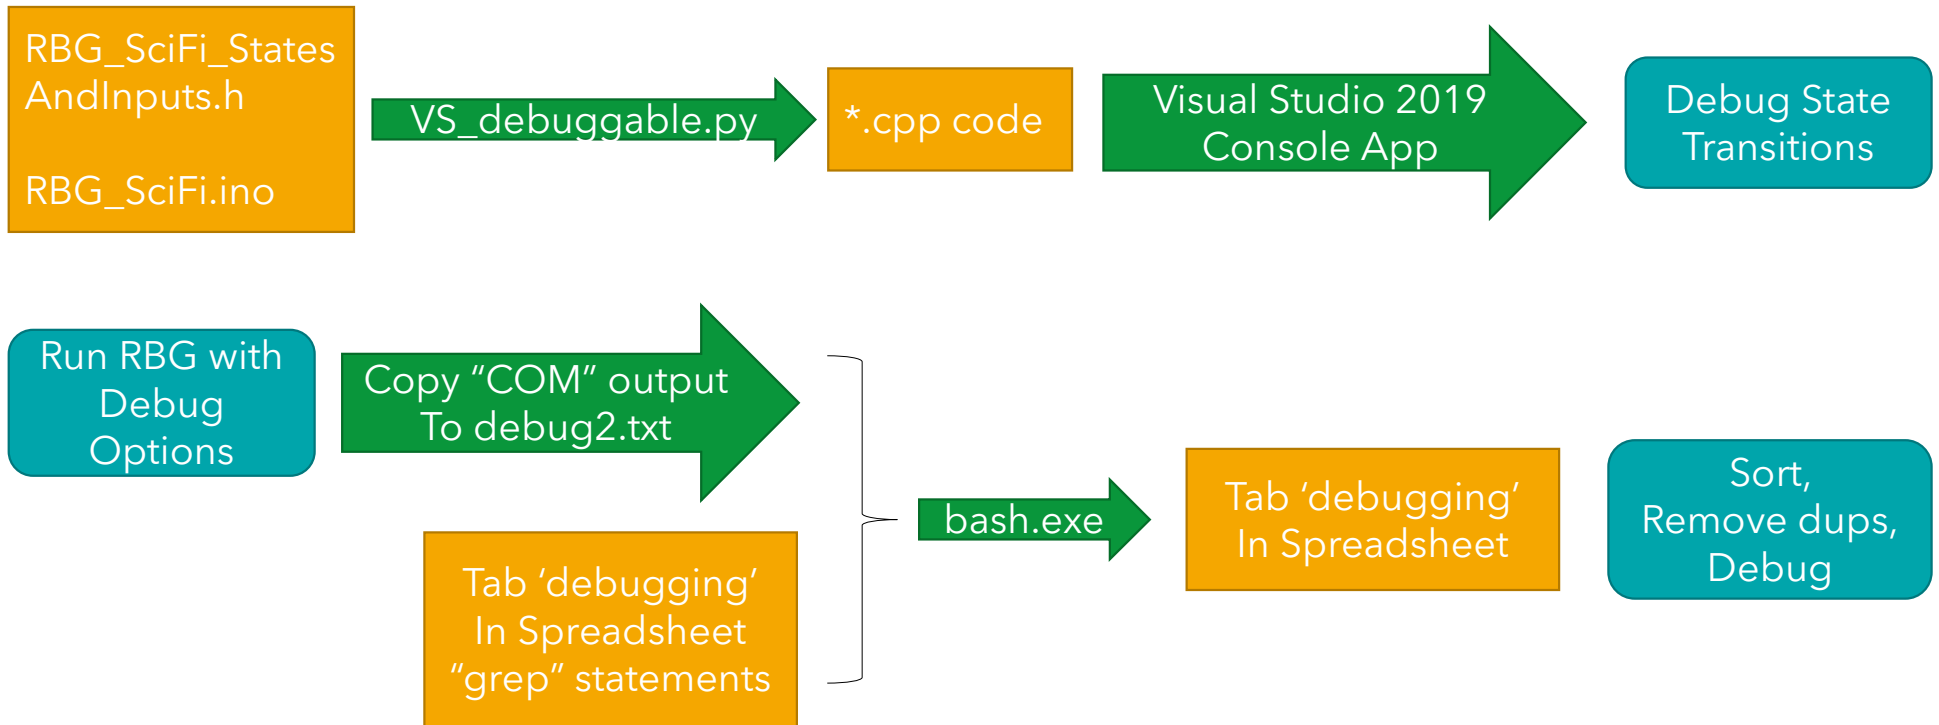 RBG_SciFi_States
AndInputs.h
RBG_SciFi.ino
VS_debuggable.py
*.cpp code
Visual Studio 2019
Console App
Debug State
Transitions
Run RBG with
Debug
Options
Copy “COM” output
To debug2.txt
Tab ‘debugging’
In Spreadsheet
“grep” statements
bash.exe
Tab ‘debugging’
In Spreadsheet
Sort,
Remove dups,
Debug